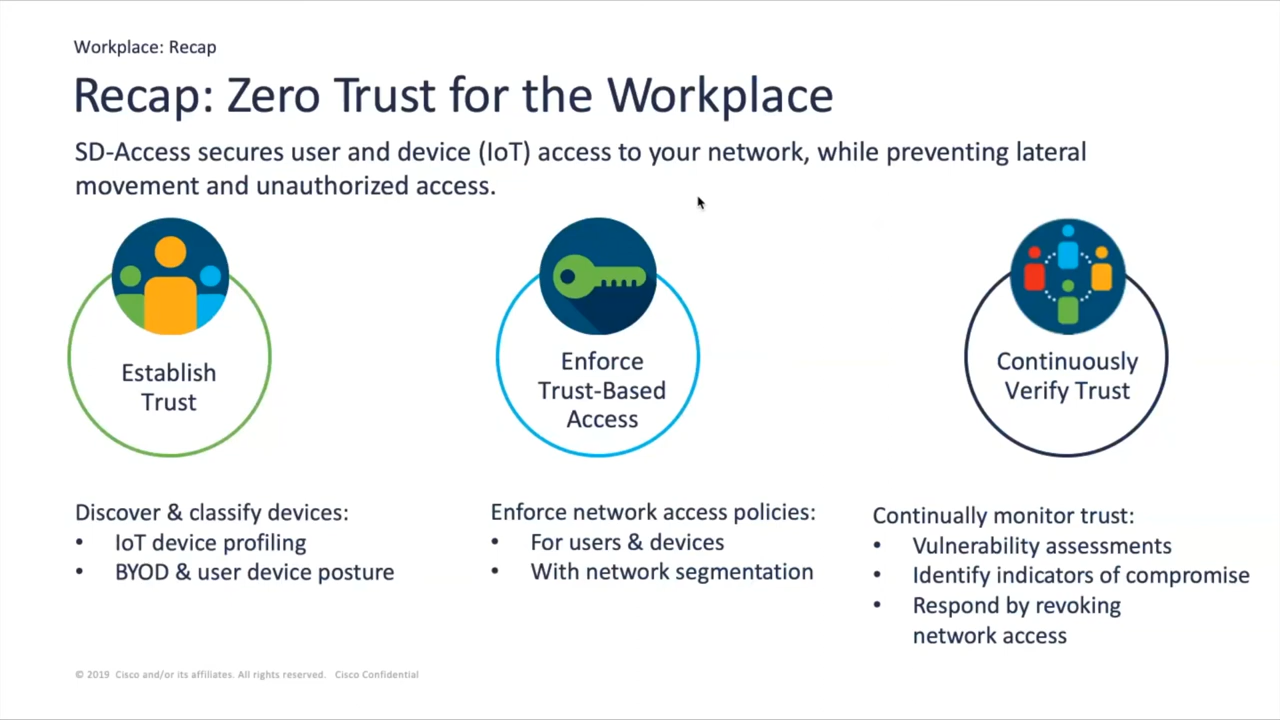 Workplace: Recap
Recap: Zero Trust for the Workplace
SD-Access secures user and device (IoT) access to your network, while preventing lateral
movement and unauthorized access.
Establish
Trust
Enforce
Trust-Based
Access
Continuously
Verify Trust
Discover & classify devices:
• IoT device profiling
• BYOD & user device posture
Enforce network access policies:
• For users & devices
• With network segmentation
Continually monitor trust:
• Vulnerability assessments
• Identify indicators of compromise
• Respond by revoking
network access
© 2019 Cisco and/or its affiliates. All rights reserved. Cisco Confidential